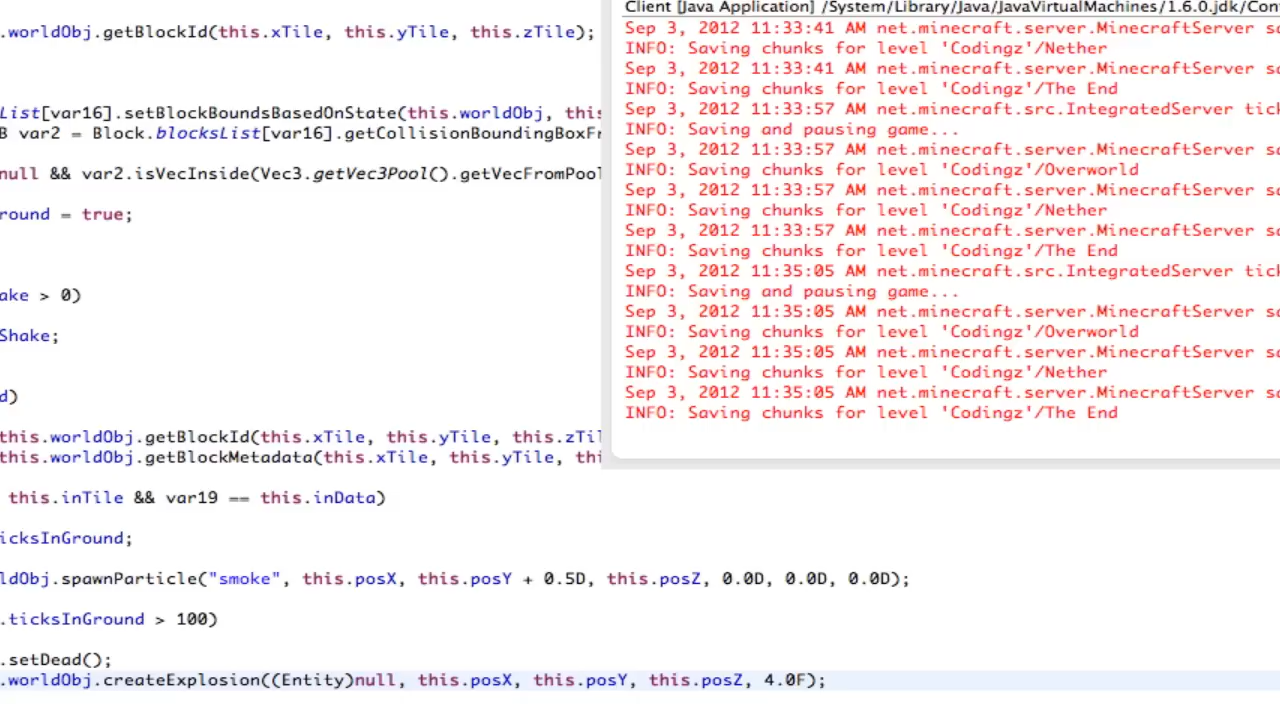 .worldObj.getBlockId(this.xTile, this.yTile, this.zTile);
List[var16].setBlockBoundsBasedOnState(this.worldObj, this
B var2 = Block.blocksList[var16].getCollisionBoundingBoxFr
null && var2.isVecInside(Vec3.getVec3Pool().getVecFromPool
round = true;
ake > 0)
Shake;
d)
this.worldObj.getBlockId(this.xTile, this.yTile, this.zTil
this.worldObj.getBlockMetadata(this.xTile, this.yTile, thi
this.inTile && var19 == this.inData)
icksInGround;
ldObj.spawnParticle("smoke", this.posX, this.posY + 0.5D, this.posZ, 0.0D, 0.0D, 0.0D);
.ticksInGround > 100)
.setDead();
.worldObj.createExplosion((Entity)null, this.posX, this.posY, this.posZ, 4.0F);
Client [Java Application] /System/Library/Java/JavaVirtualMachines/1.6.0.jdk/Con
Sep 3, 2012 11:33:41 AM net.minecraft.server.MinecraftServer sa
INFO: Saving chunks for level 'Codingz'/Nether
Sep 3, 2012 11:33:41 AM net.minecraft.server.MinecraftServer sa
INFO: Saving chunks for level 'Codingz'/The End
Sep 3, 2012 11:33:57 AM net.minecraft.src.IntegratedServer tick
INFO: Saving and pausing game...
Sep 3, 2012 11:33:57 AM net.minecraft.server.MinecraftServer sa
INFO: Saving chunks for level 'Codingz'/Overworld
Sep 3, 2012 11:33:57 AM net.minecraft.server.MinecraftServer sa
INFO: Saving chunks for level 'Codingz'/Nether
Sep 3, 2012 11:33:57 AM net.minecraft.server.MinecraftServer sa
INFO: Saving chunks for level 'Codingz'/The End
Sep 3, 2012 11:35:05 AM net.minecraft.src.IntegratedServer tick
INFO: Saving and pausing game...
Sep 3, 2012 11:35:05 AM net.minecraft.server.MinecraftServer sa
INFO: Saving chunks for level 'Codingz'/Overworld
Sep 3, 2012 11:35:05 AM net.minecraft.server.MinecraftServer sa
INFO: Saving chunks for level 'Codingz'/Nether
Sep 3, 2012 11:35:05 AM net.minecraft.server.MinecraftServer sa
INFO: Saving chunks for level 'Codingz'/The End